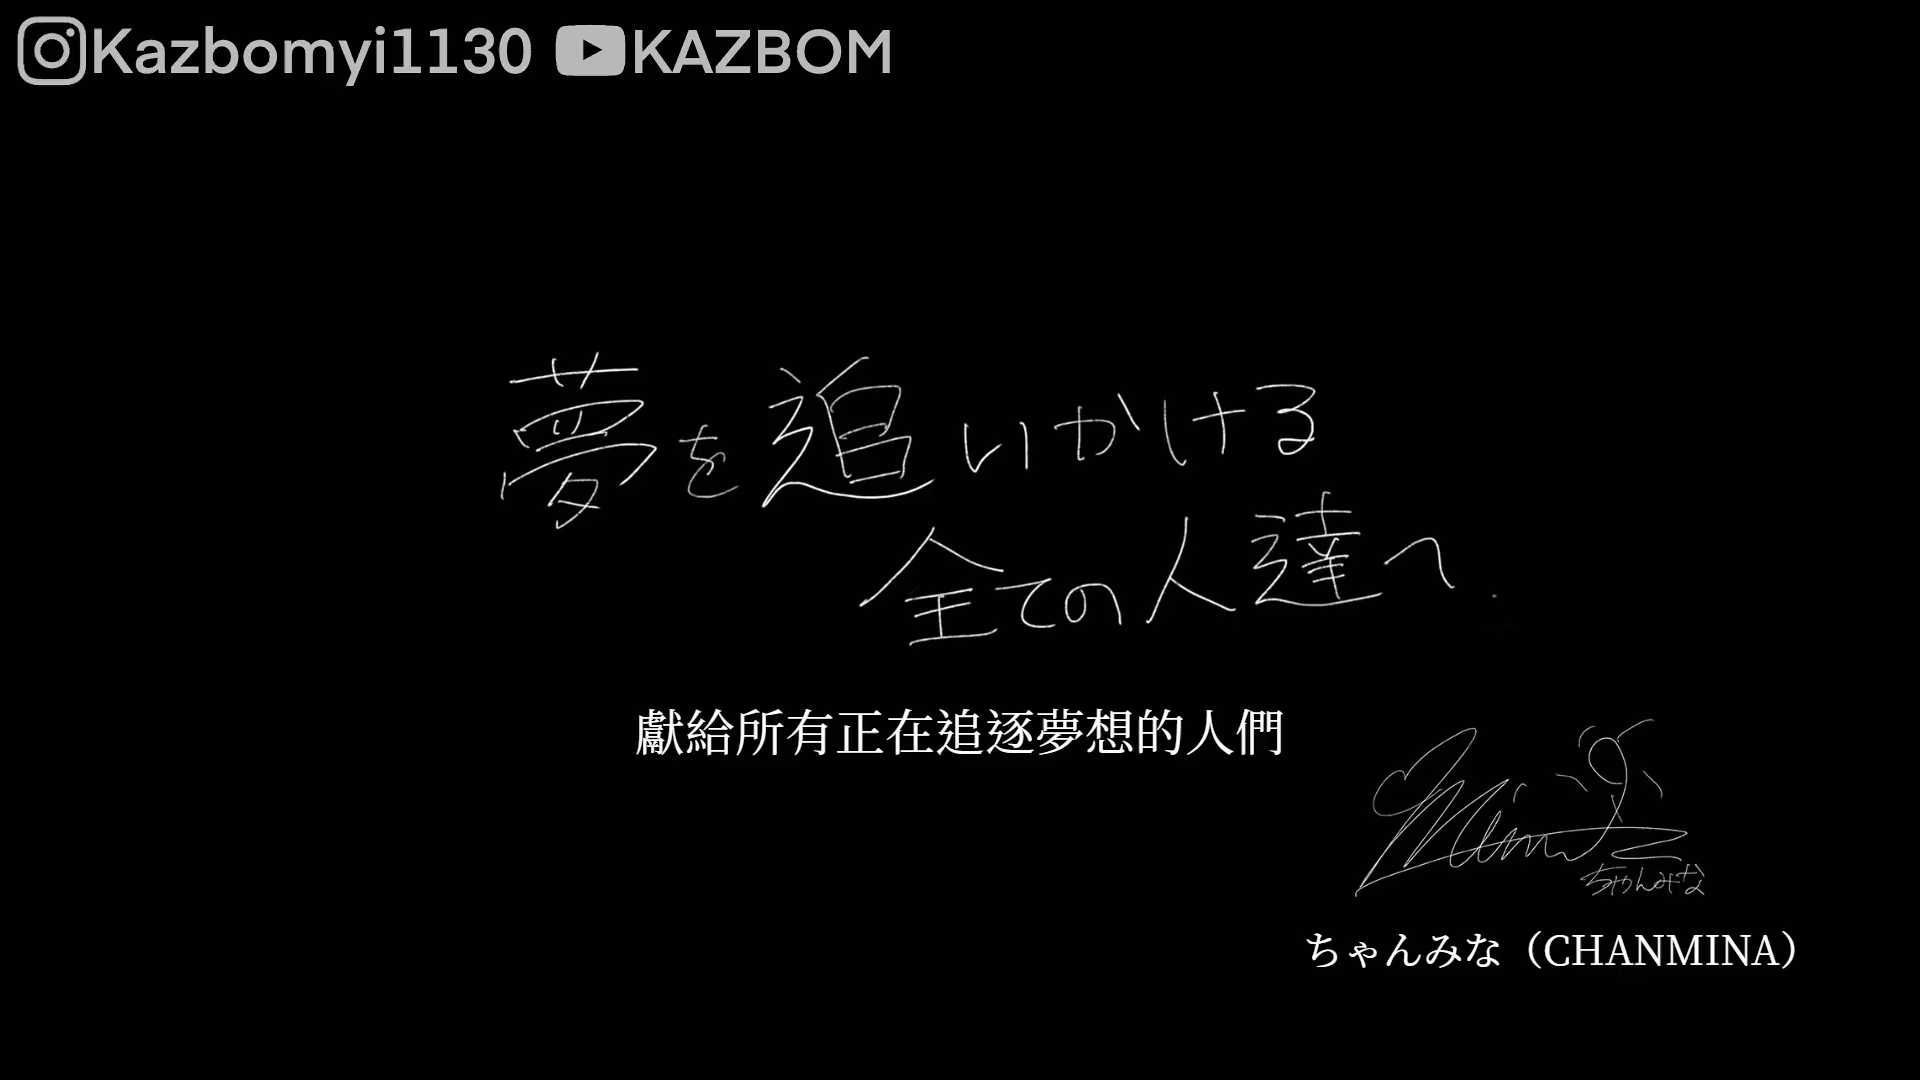 Kazbomyi1130 KAZBOM
夢を追いかける
全ての人達へ.
獻給所有正在追逐夢想的人們
Mina
ちゃんみな
ちゃんみな（CHANMINA）